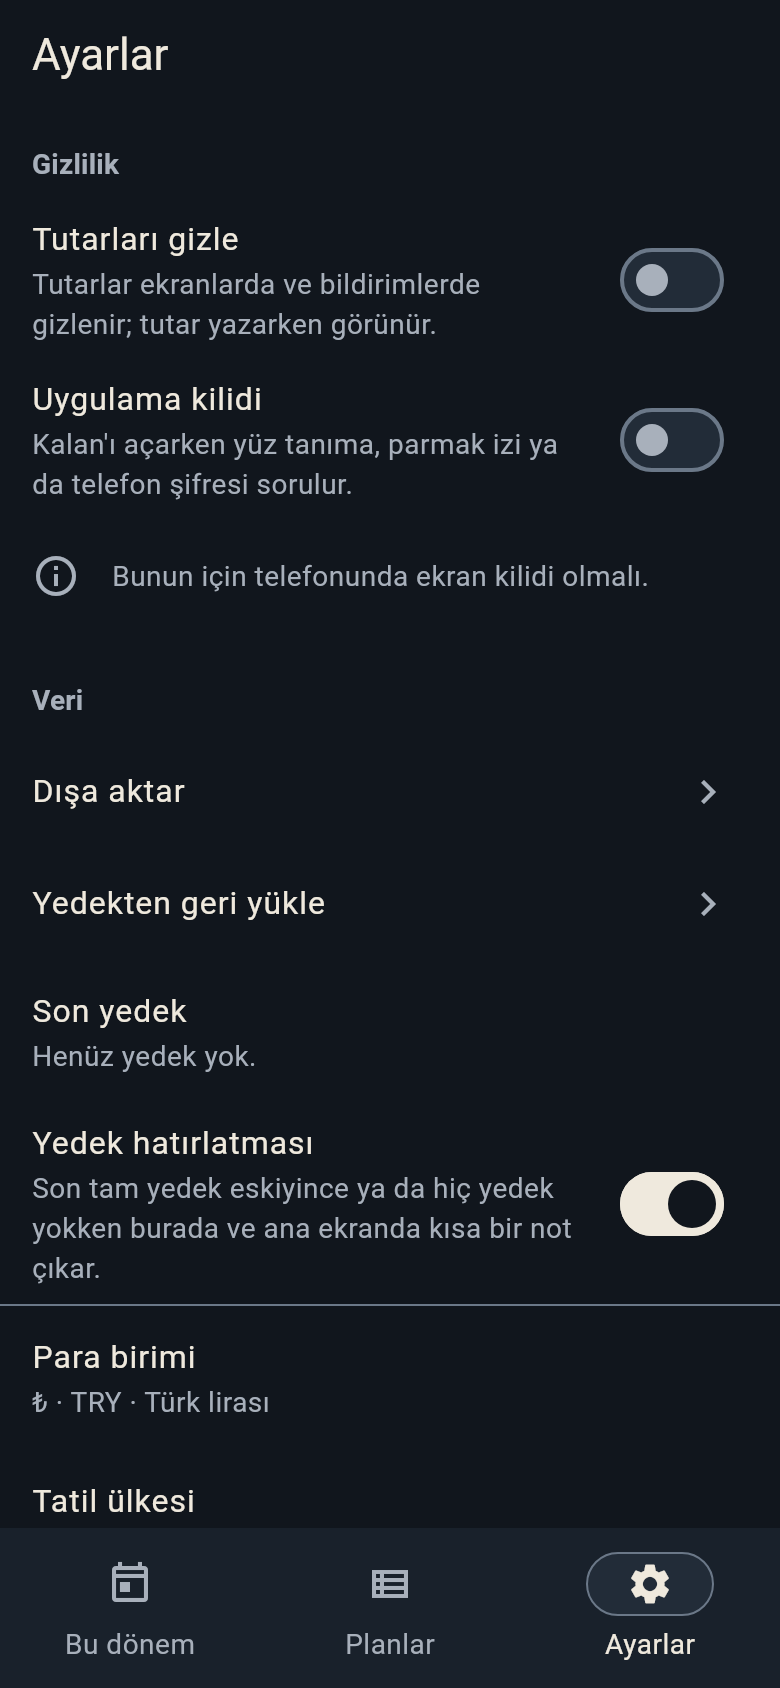 Ayarlar
Gizlilik
Tutarları gizle
Tutarlar ekranlarda ve bildirimlerde
gizlenir; tutar yazarken görünür.
Uygulama kilidi
Kalan'ı açarken yüz tanıma, parmak izi ya
da telefon şifresi sorulur.
Bunun için telefonunda ekran kilidi olmalı.
Veri
Dışa aktar
Yedekten geri yükle
Son yedek
Henüz yedek yok.
Yedek hatırlatması
Son tam yedek eskiyince ya da hiç yedek
yokken burada ve ana ekranda kısa bir not
çıkar.
Para birimi
₺ · TRY · Türk lirası
Tatil ülkesi
Bu dönem
Planlar
Ayarlar